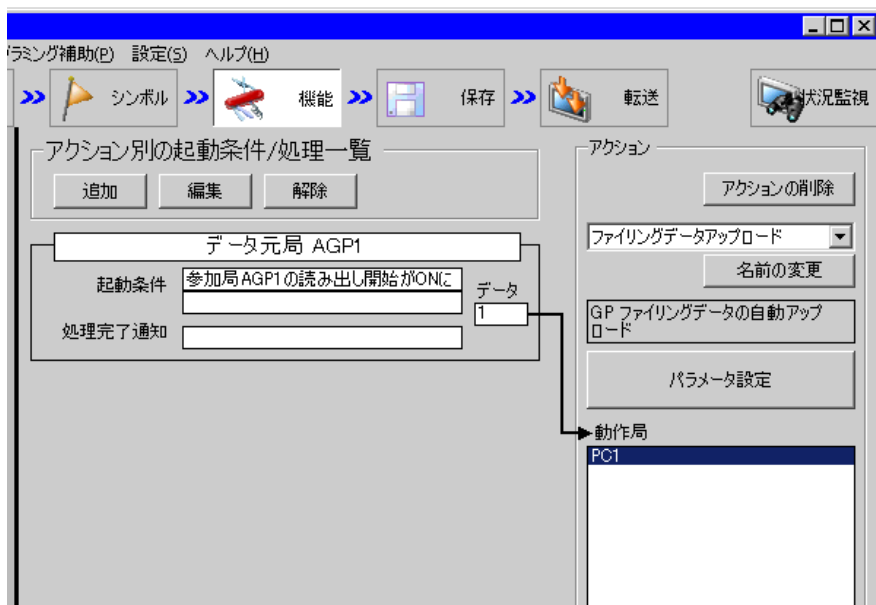 ラミング補助(P) 設定(S) ヘルプ(H)
シンボル 機能 保存 転送 状況監視
アクション別の起動条件/処理一覧
追加 編集 解除
データ元局 AGP1
起動条件 参加局AGP1の読み出し開始がONに
データ
1
処理完了通知
アクション
アクションの削除
ファイリングデータアップロード
名前の変更
GP ファイリングデータの自動アップ
ロード
パラメータ設定
動作局
PC1